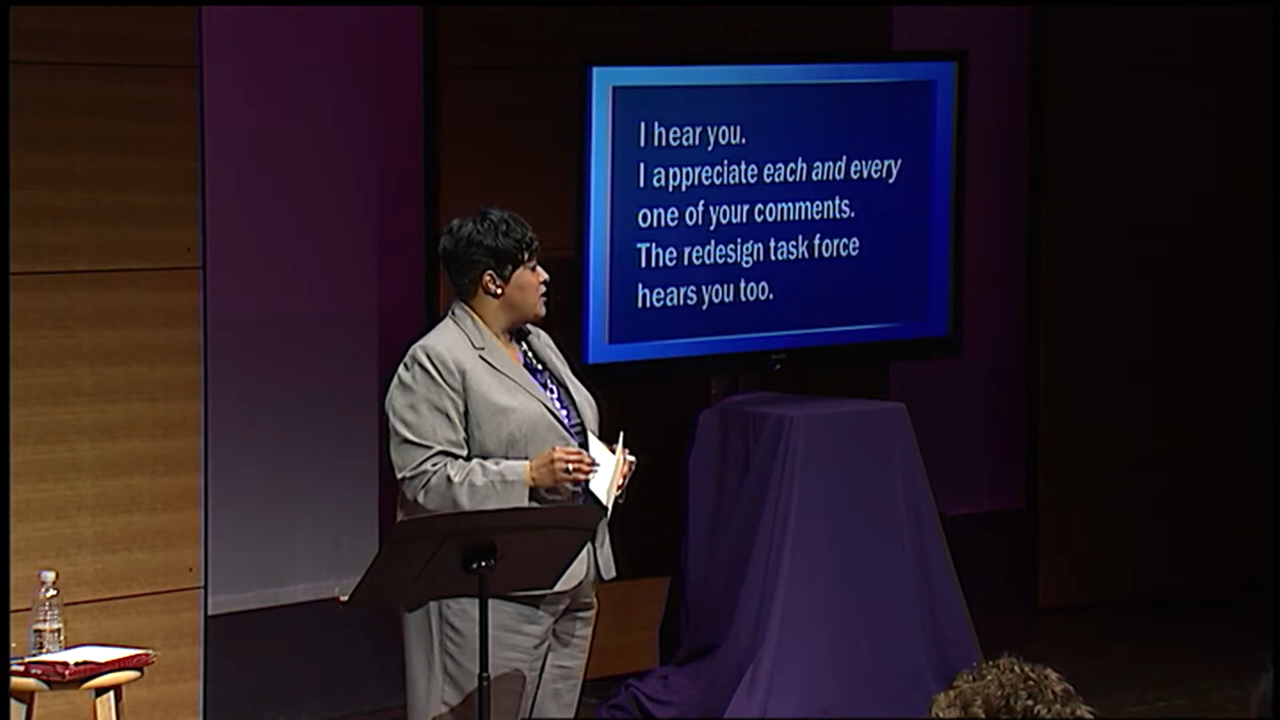 I hear you.
I appreciate each and every
one of your comments.
The redesign task force
hears you too.